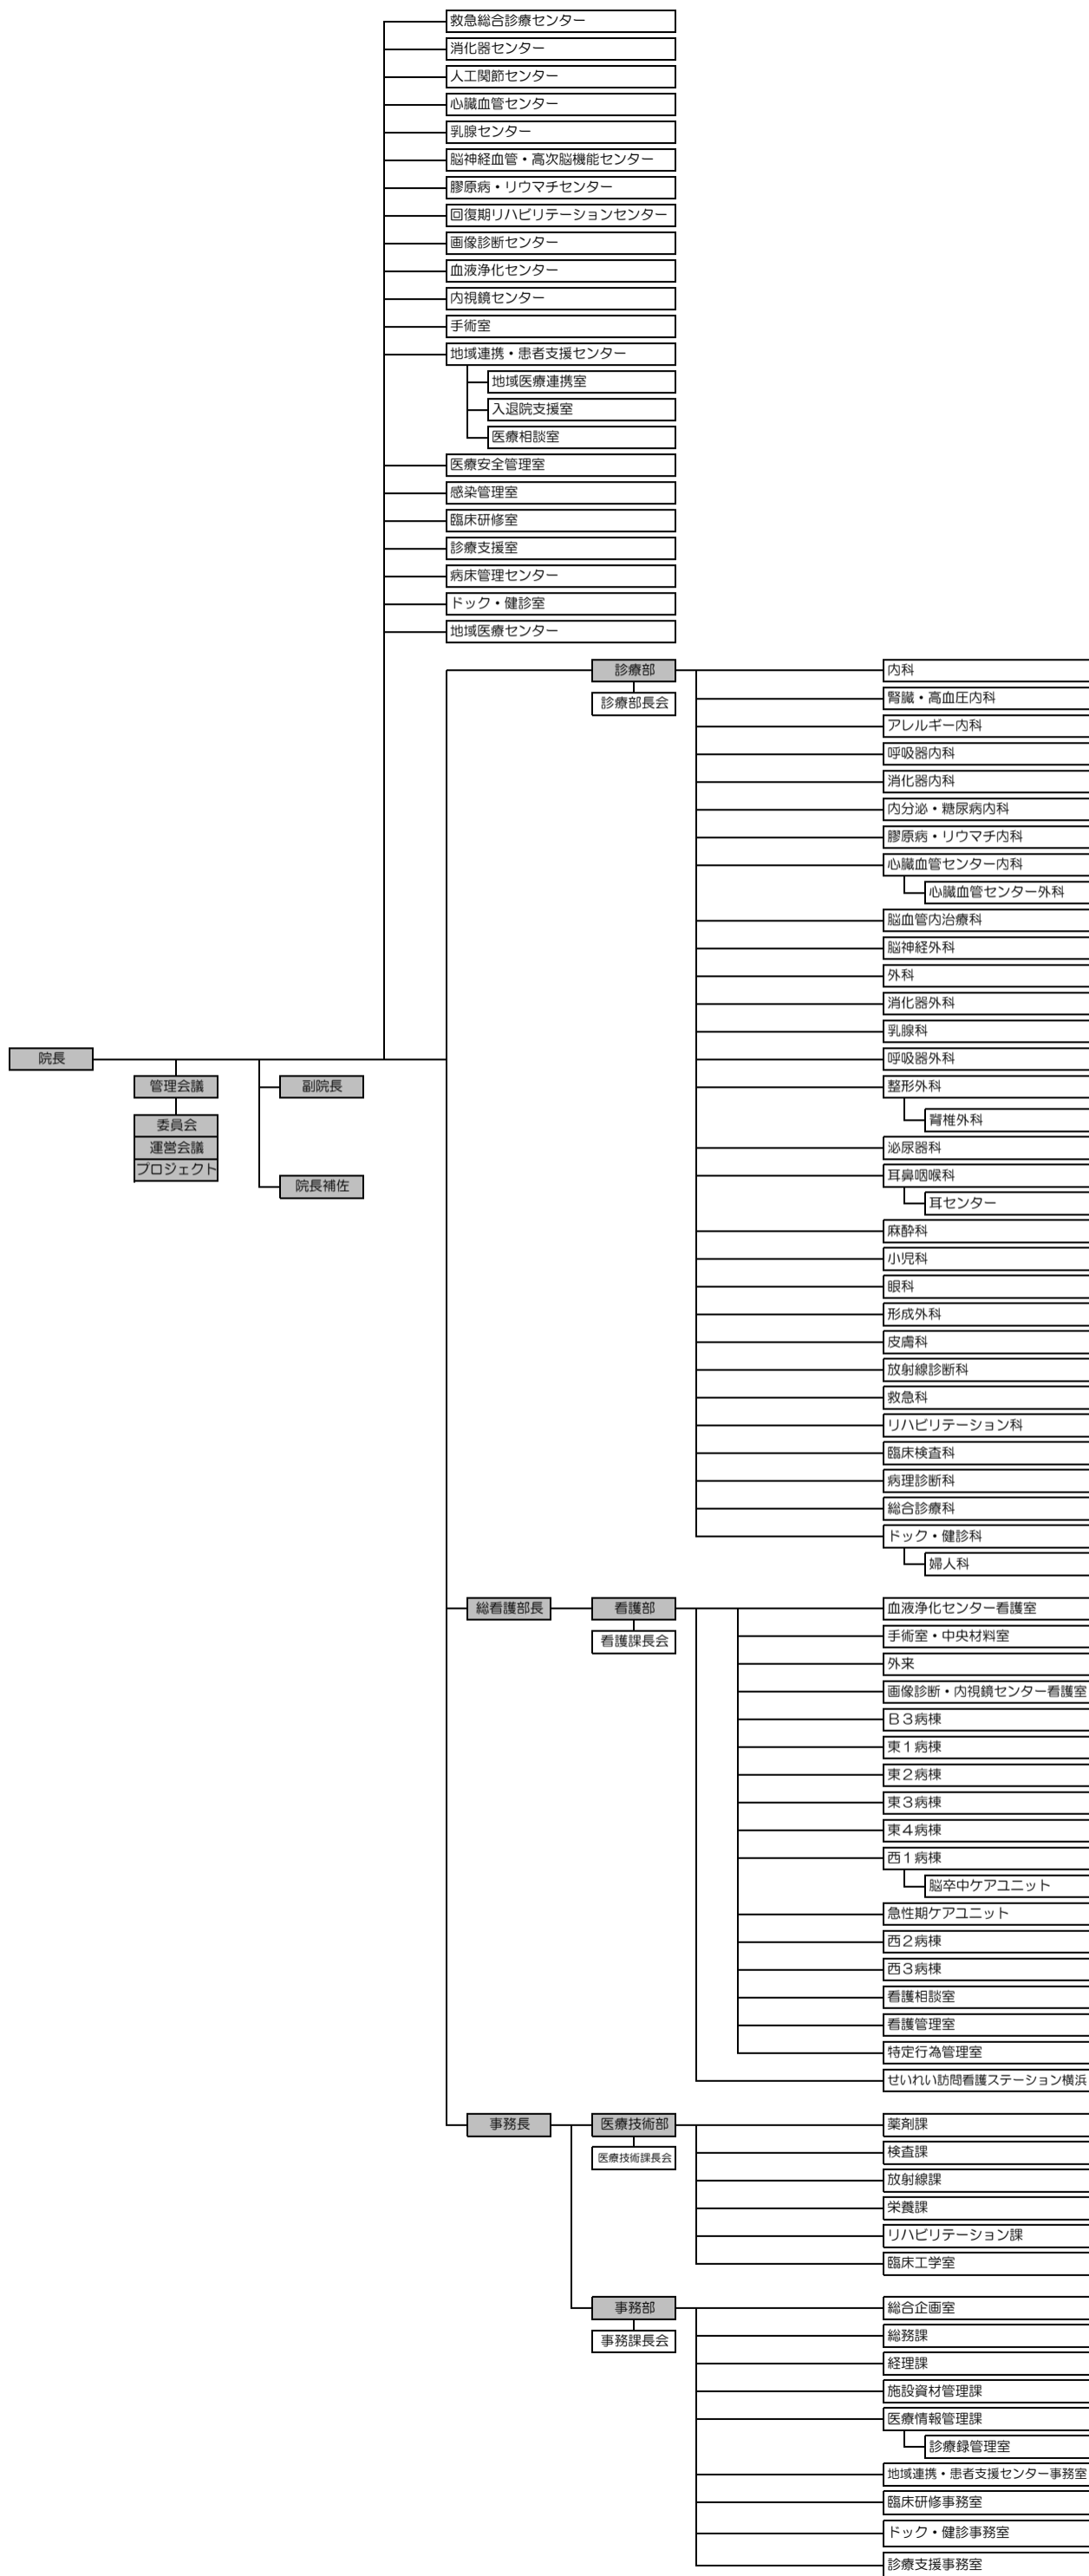 救急総合診療センター
消化器センター
人工関節センター
心臓血管センター
乳腺センター
脳神経血管・高次脳機能センター
膠原病・リウマチセンター
回復期リハビリテーションセンター
画像診断センター
血液浄化センター
内視鏡センター
手術室
地域連携・患者支援センター
地域医療連携室
入退院支援室
医療相談室
医療安全管理室
感染管理室
臨床研修室
診療支援室
病床管理センター
ドック・健診室
地域医療センター
診療部
診療部長会
内科
腎臓・高血圧内科
アレルギー内科
呼吸器内科
消化器内科
内分泌・糖尿病内科
膠原病・リウマチ内科
心臓血管センター内科
心臓血管センター外科
脳血管内治療科
脳神経外科
外科
消化器外科
乳腺科
呼吸器外科
整形外科
脊椎外科
泌尿器科
耳鼻咽喉科
耳センター
麻酔科
小児科
眼科
形成外科
皮膚科
放射線診断科
救急科
リハビリテーション科
臨床検査科
病理診断科
総合診療科
ドック・健診科
婦人科
院長
管理会議
委員会
運営会議
プロジェクト
副院長
院長補佐
総看護部長
看護部
看護課長会
血液浄化センター看護室
手術室・中央材料室
外来
画像診断・内視鏡センター看護室
Ｂ３病棟
東１病棟
東２病棟
東３病棟
東４病棟
西１病棟
脳卒中ケアユニット
急性期ケアユニット
西２病棟
西３病棟
看護相談室
看護管理室
特定行為管理室
せいれい訪問看護ステーション横浜
事務長
医療技術部
医療技術課長会
薬剤課
検査課
放射線課
栄養課
リハビリテーション課
臨床工学室
事務部
事務課長会
総合企画室
総務課
経理課
施設資材管理課
医療情報管理課
診療録管理室
地域連携・患者支援センター事務室
臨床研修事務室
ドック・健診事務室
診療支援事務室